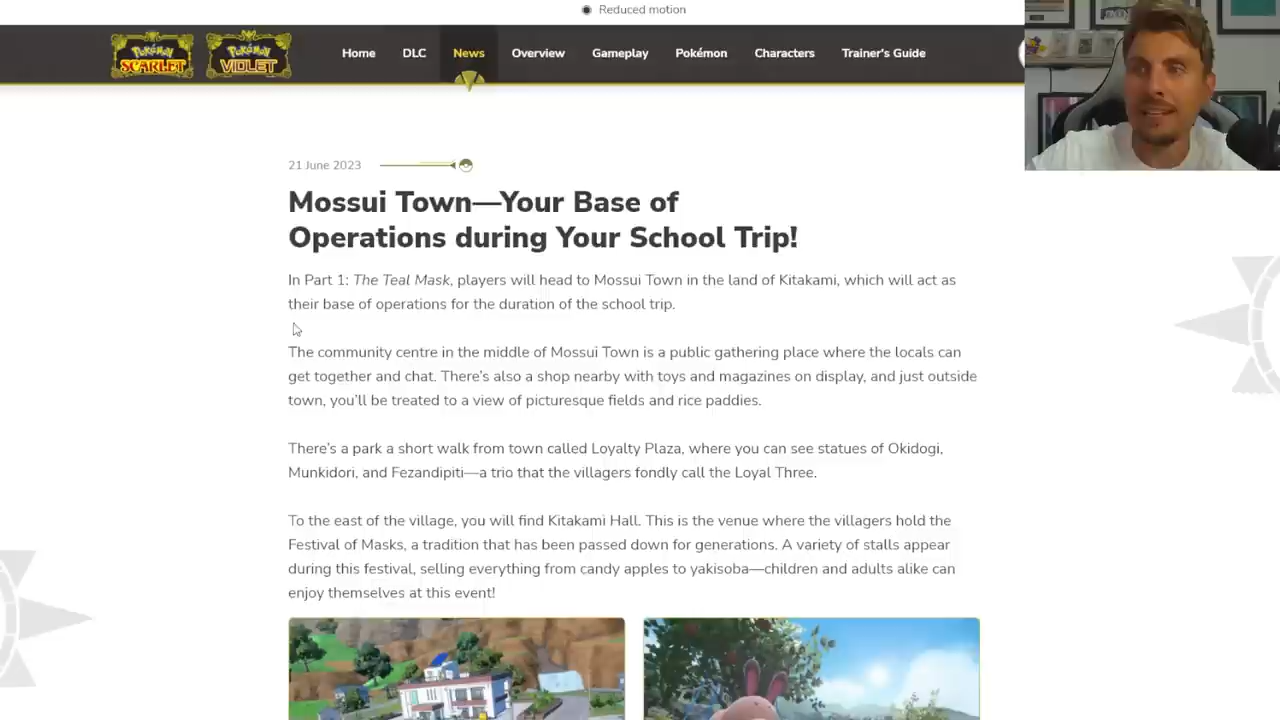 Reduced motion
Pokémon SCARLET
Pokémon VIOLET
Home
DLC
News
Overview
Gameplay
Pokémon
Characters
Trainer's Guide
21 June 2023
Mossui Town—Your Base of
Operations during Your School Trip!
In Part 1: The Teal Mask, players will head to Mossui Town in the land of Kitakami, which will act as
their base of operations for the duration of the school trip.
The community centre in the middle of Mossui Town is a public gathering place where the locals can
get together and chat. There's also a shop nearby with toys and magazines on display, and just outside
town, you'll be treated to a view of picturesque fields and rice paddies.
There's a park a short walk from town called Loyalty Plaza, where you can see statues of Okidogi,
Munkidori, and Fezandipiti—a trio that the villagers fondly call the Loyal Three.
To the east of the village, you will find Kitakami Hall. This is the venue where the villagers hold the
Festival of Masks, a tradition that has been passed down for generations. A variety of stalls appear
during this festival, selling everything from candy apples to yakisoba—children and adults alike can
enjoy themselves at this event!